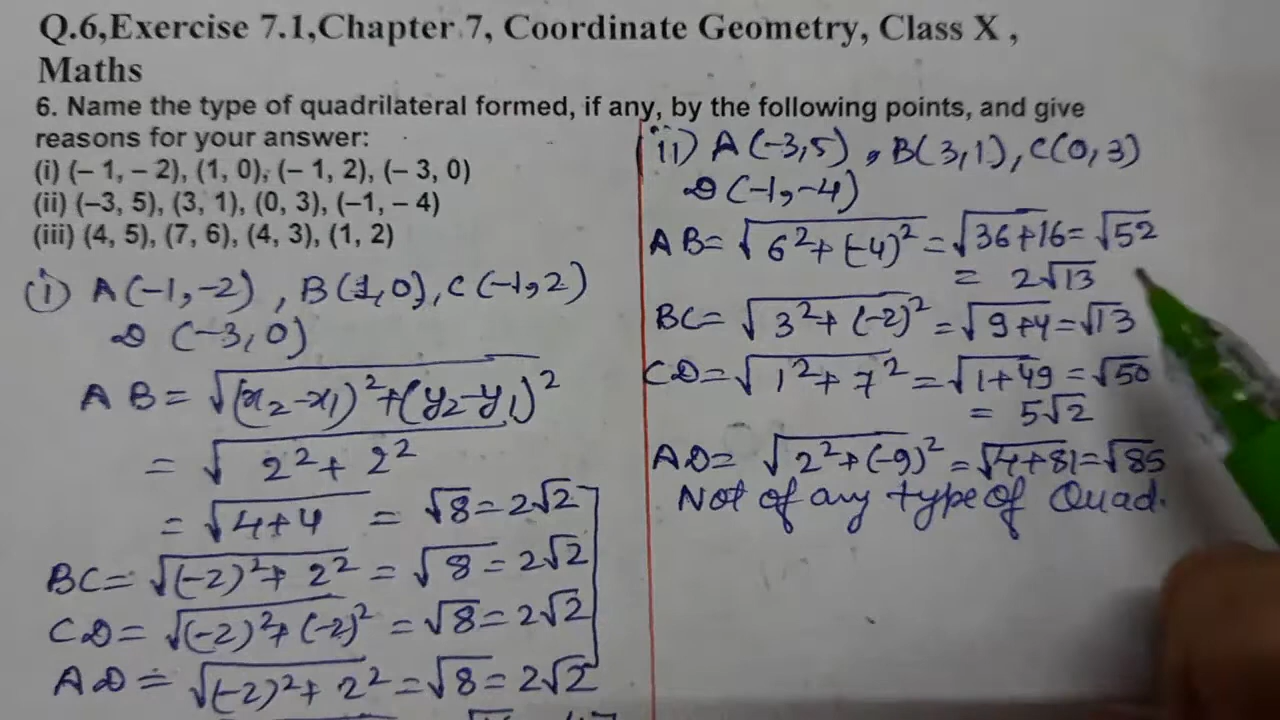 Q.6,Exercise 7.1,Chapter 7, Coordinate Geometry, Class X ,
Maths
6. Name the type of quadrilateral formed, if any, by the following points, and give
reasons for your answer:
(i) (– 1, – 2), (1, 0), (– 1, 2), (– 3, 0)
(ii) (–3, 5), (3, 1), (0, 3), (–1, – 4)
(iii) (4, 5), (7, 6), (4, 3), (1, 2)
(i) A(-1,-2) , B(1,0), C(-1,2)
D (-3,0)
AB = √(x₂-x₁)²+(y₂-y₁)²
= √2²+2²
= √4+4 = √8 = 2√2
BC = √(-2)²+2² = √8 = 2√2
CD = √(-2)²+(-2)² = √8 = 2√2
AD = √(-2)²+2² = √8 = 2√2
(ii) A(-3,5) , B(3,1), C(0,3)
D(-1,-4)
AB = √6²+(-4)² = √36+16 = √52
= 2√13
BC = √3²+(-2)² = √9+4 = √13
CD = √1²+7² = √1+49 = √50
= 5√2
AD = √2²+(-9)² = √4+81 = √85
Not of any type of Quad.